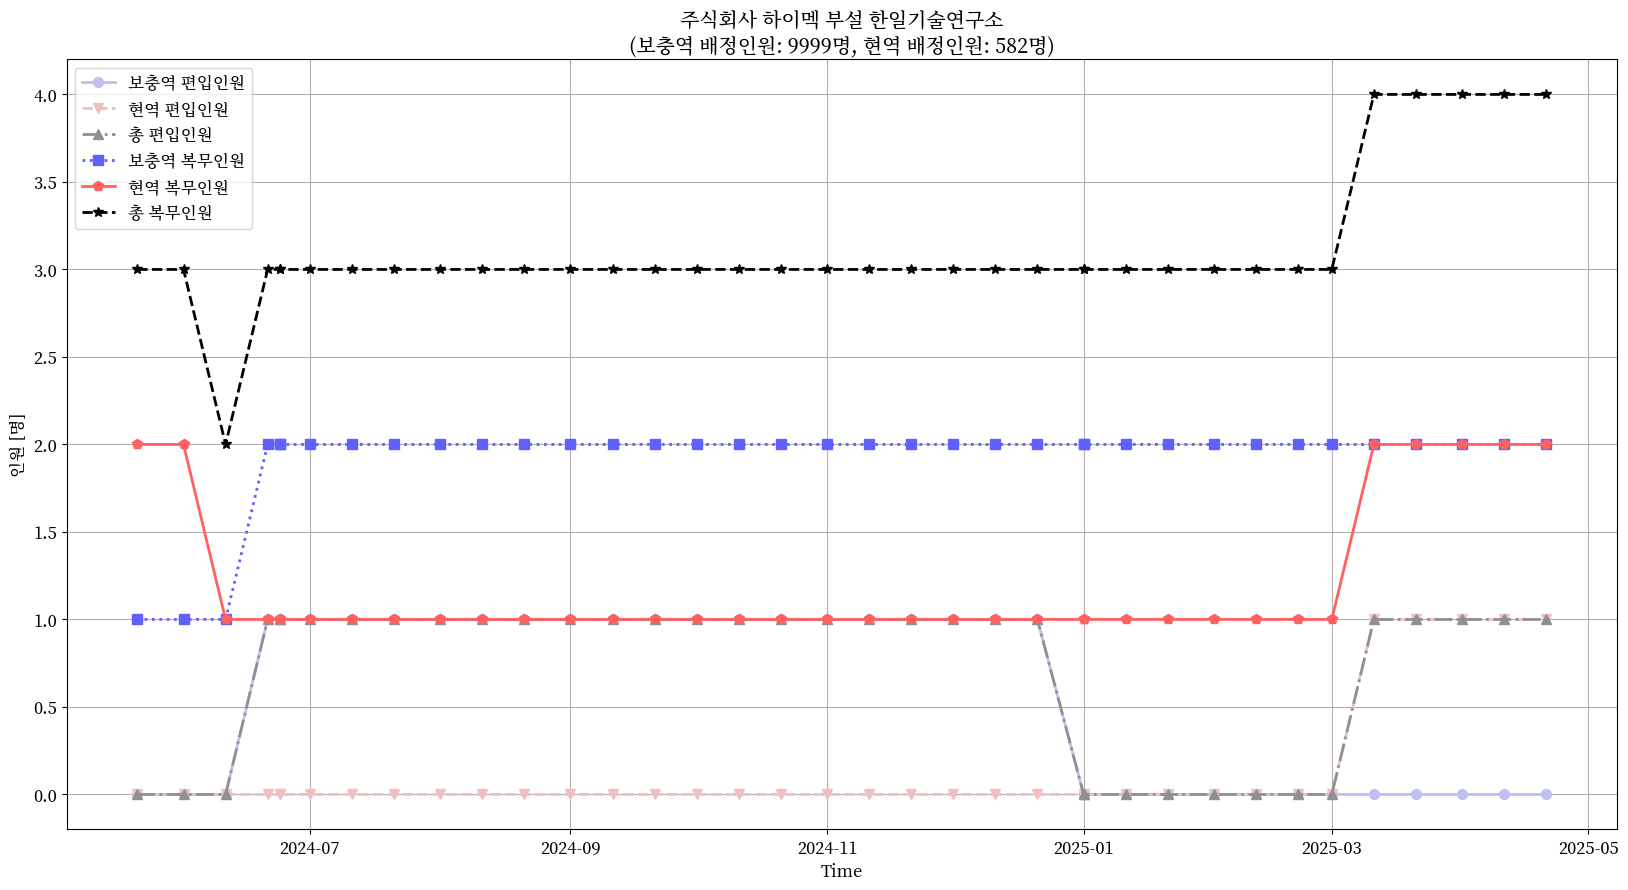 주식회사 하이멕 부설 한일기술연구소
(보충역 배정인원: 9999명, 현역 배정인원: 582명)
보충역 편입인원
현역 편입인원
총 편입인원
보충역 복무인원
현역 복무인원
총 복무인원
4.0
3.5
3.0
2.5
2.0
1.5
1.0
0.5
0.0
인원 [명]
2024-07
2024-09
2024-11
2025-01
2025-03
2025-05
Time